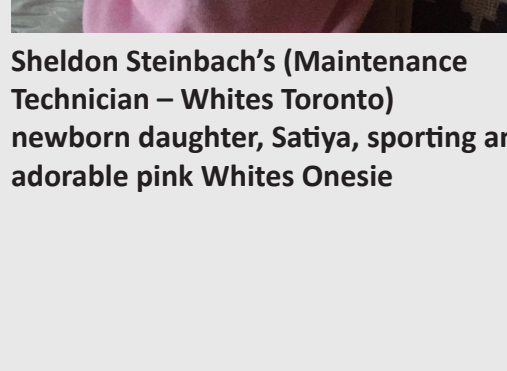 Sheldon Steinbach’s (Maintenance
Technician – Whites Toronto)
newborn daughter, Satiya, sporting
adorable pink Whites Onesie